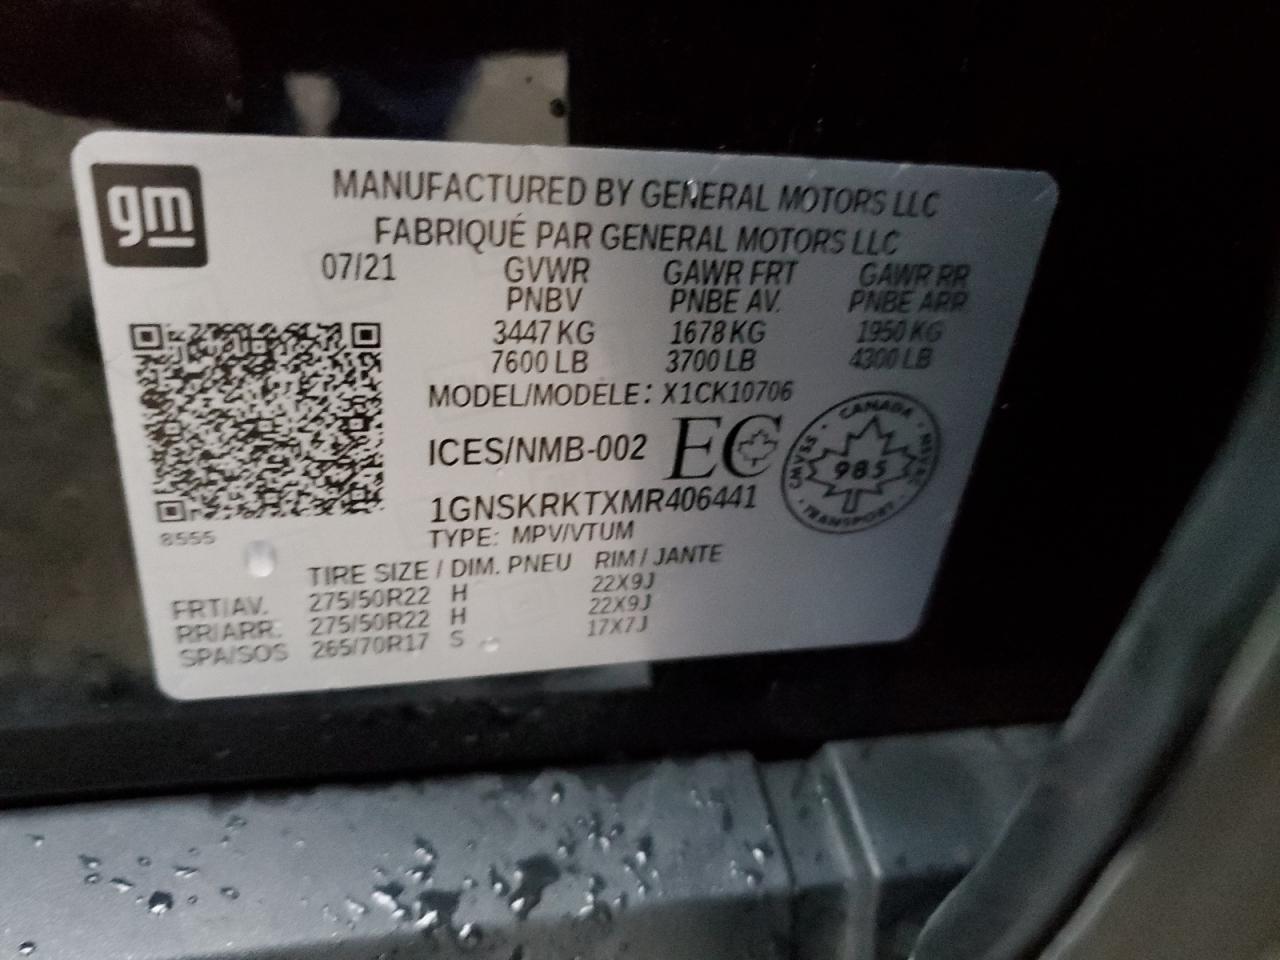 gm
MANUFACTURED BY GENERAL MOTORS LLC
FABRIQUÉ PAR GENERAL MOTORS LLC
07/21 GVWR GAWR FRT GAWR RR
PNBV PNBE AV. PNBE ARR.
3447 KG 1678 KG 1950 KG
7600 LB 3700 LB 4300 LB
MODEL/MODÈLE: X1CK10706
ICES/NMB-002 EC
CANADA
CMVSS 985
TRANSPORT
1GNSKRKTXMR406441
8555 TYPE: MPV/VTUM
TIRE SIZE / DIM. PNEU RIM / JANTE
FRT/AV. 275/50R22 H 22X9J
RR/ARR. 275/50R22 H 22X9J
SPA/SOS 265/70R17 S 17X7J